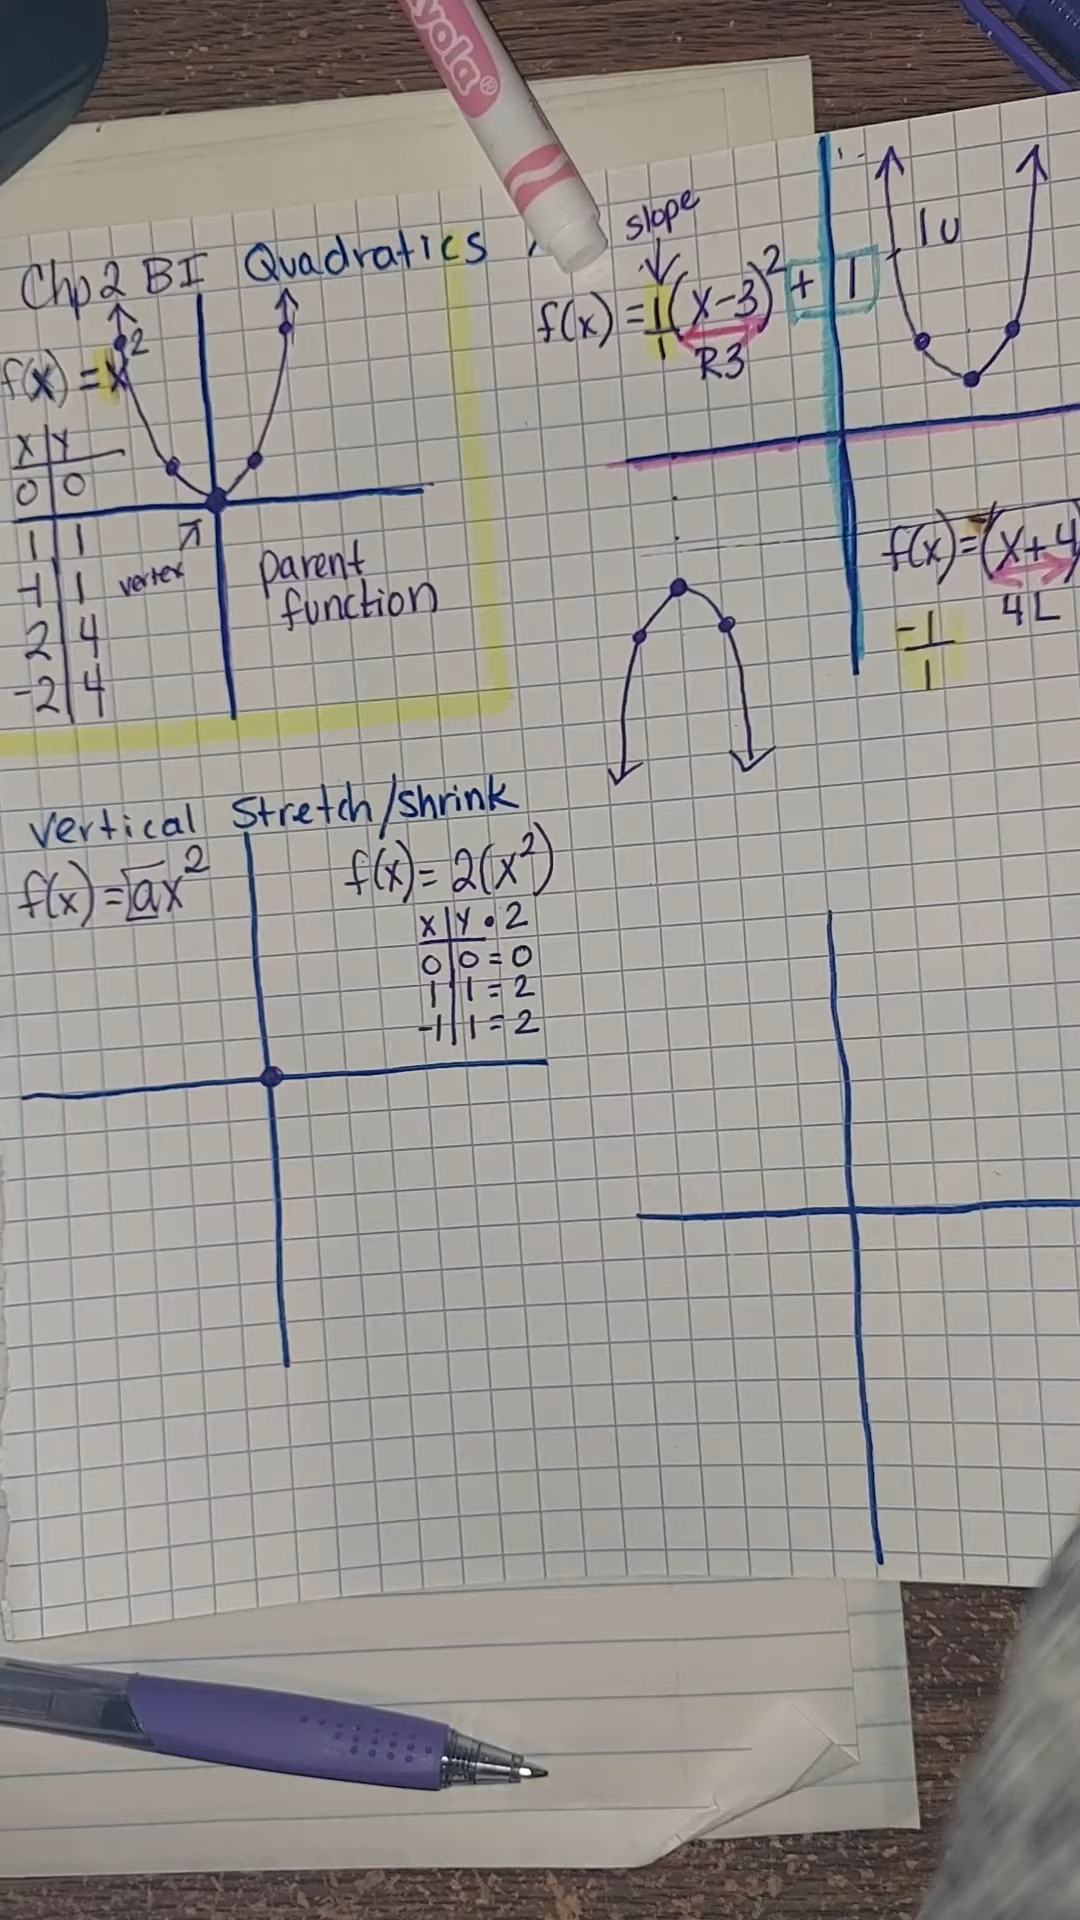 yola®
Chp 2 BI Quadratics
f(x) = x²
x | y
0 | 0
1 | 1
-1 | 1
2 | 4
-2 | 4
vertex
parent
function
slope
f(x) = 1/1 (x-3)² + 1
R3
1u
f(x) = -(x+4)
4L
-1/1
Vertical Stretch/shrink
f(x) = ax²
f(x) = 2(x²)
x | y • 2
0 | 0 = 0
1 | 1 = 2
-1 | 1 = 2